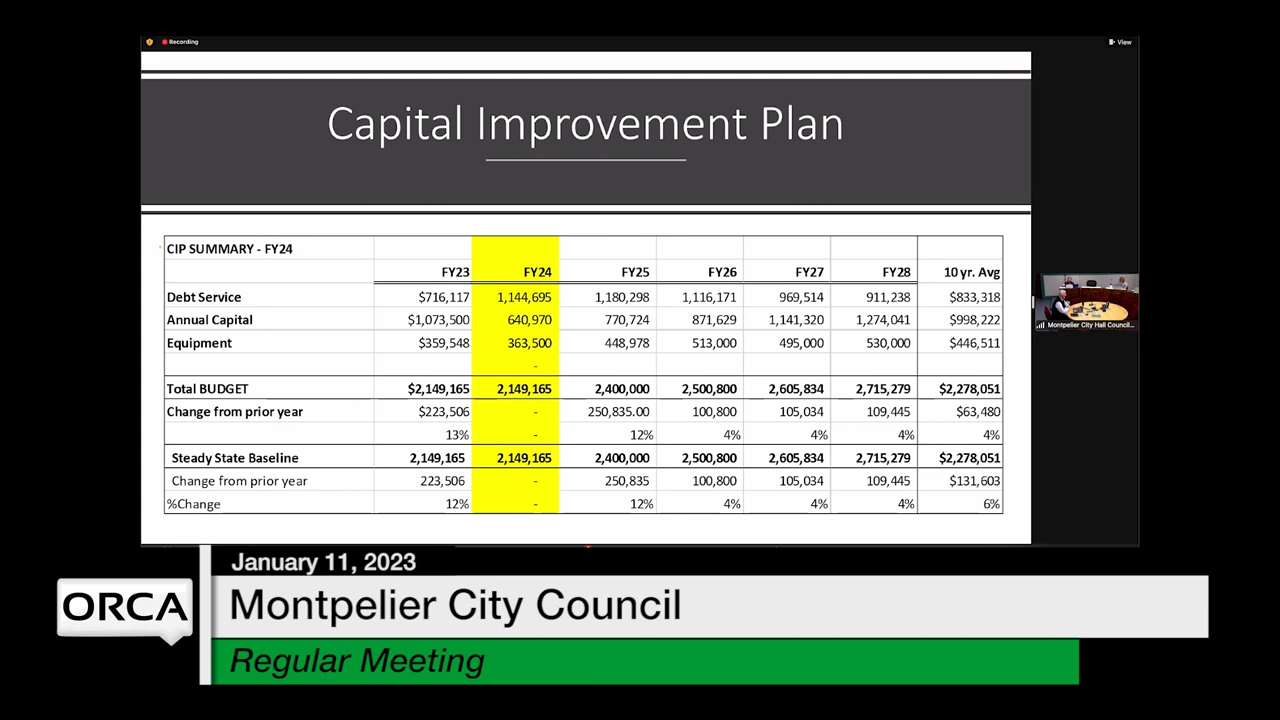 Recording
View
Capital Improvement Plan
CIP SUMMARY - FY24
FY23 FY24 FY25 FY26 FY27 FY28 10 yr. Avg
Debt Service $716,117 1,144,695 1,180,298 1,116,171 969,514 911,238 $833,318
Annual Capital $1,073,500 640,970 770,724 871,629 1,141,320 1,274,041 $998,222
Equipment $359,548 363,500 448,978 513,000 495,000 530,000 $446,511
-
Total BUDGET $2,149,165 2,149,165 2,400,000 2,500,800 2,605,834 2,715,279 $2,278,051
Change from prior year $223,506 - 250,835.00 100,800 105,034 109,445 $63,480
13% - 12% 4% 4% 4% 4%
Steady State Baseline 2,149,165 2,149,165 2,400,000 2,500,800 2,605,834 2,715,279 $2,278,051
Change from prior year 223,506 - 250,835 100,800 105,034 109,445 $131,603
%Change 12% - 12% 4% 4% 4% 6%
Montpelier City Hall Council...
January 11, 2023
ORCA
Montpelier City Council
Regular Meeting